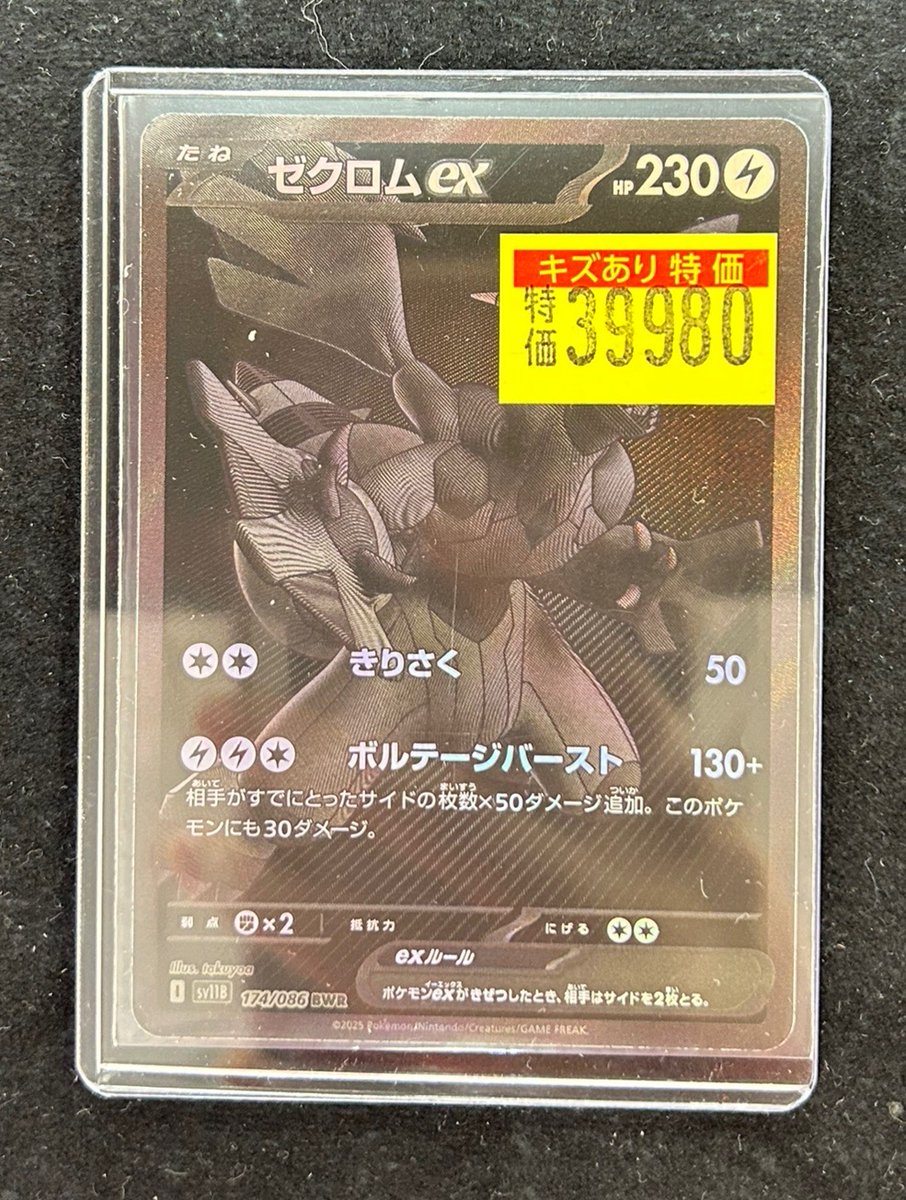 たね ゼクロムex HP230
キズあり特価
特価 39980
きりさく 50
ボルテージバースト 130+
相手がすでにとったサイドの枚数×50ダメージ追加。このポケ
モンにも30ダメージ。
弱点 ×2 抵抗力 にげる
exルール
ポケモンexがきぜつしたとき、相手はサイドを2枚とる。
Illus. takuyoa
I sv11B 174/086 BWR
©2025 Pokémon/Nintendo/Creatures/GAME FREAK.